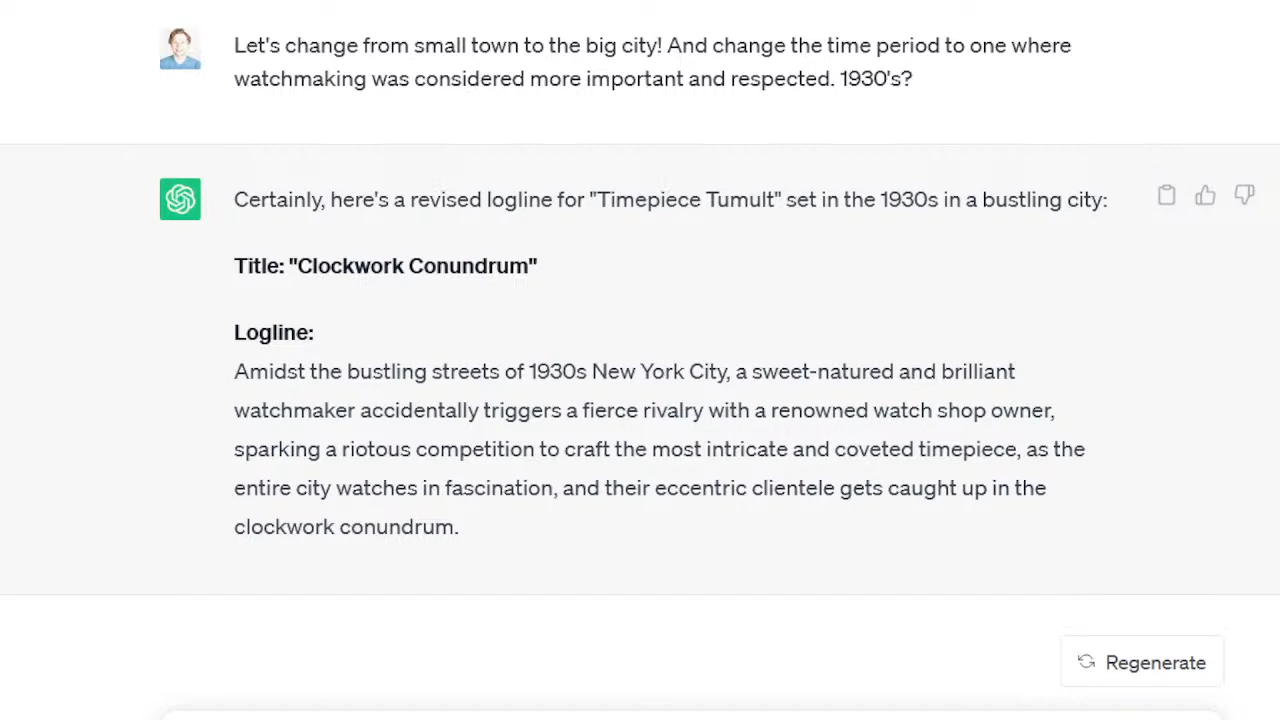 Let's change from small town to the big city! And change the time period to one where
watchmaking was considered more important and respected. 1930's?
Certainly, here's a revised logline for "Timepiece Tumult" set in the 1930s in a bustling city:
Title: "Clockwork Conundrum"
Logline:
Amidst the bustling streets of 1930s New York City, a sweet-natured and brilliant
watchmaker accidentally triggers a fierce rivalry with a renowned watch shop owner,
sparking a riotous competition to craft the most intricate and coveted timepiece, as the
entire city watches in fascination, and their eccentric clientele gets caught up in the
clockwork conundrum.
Regenerate